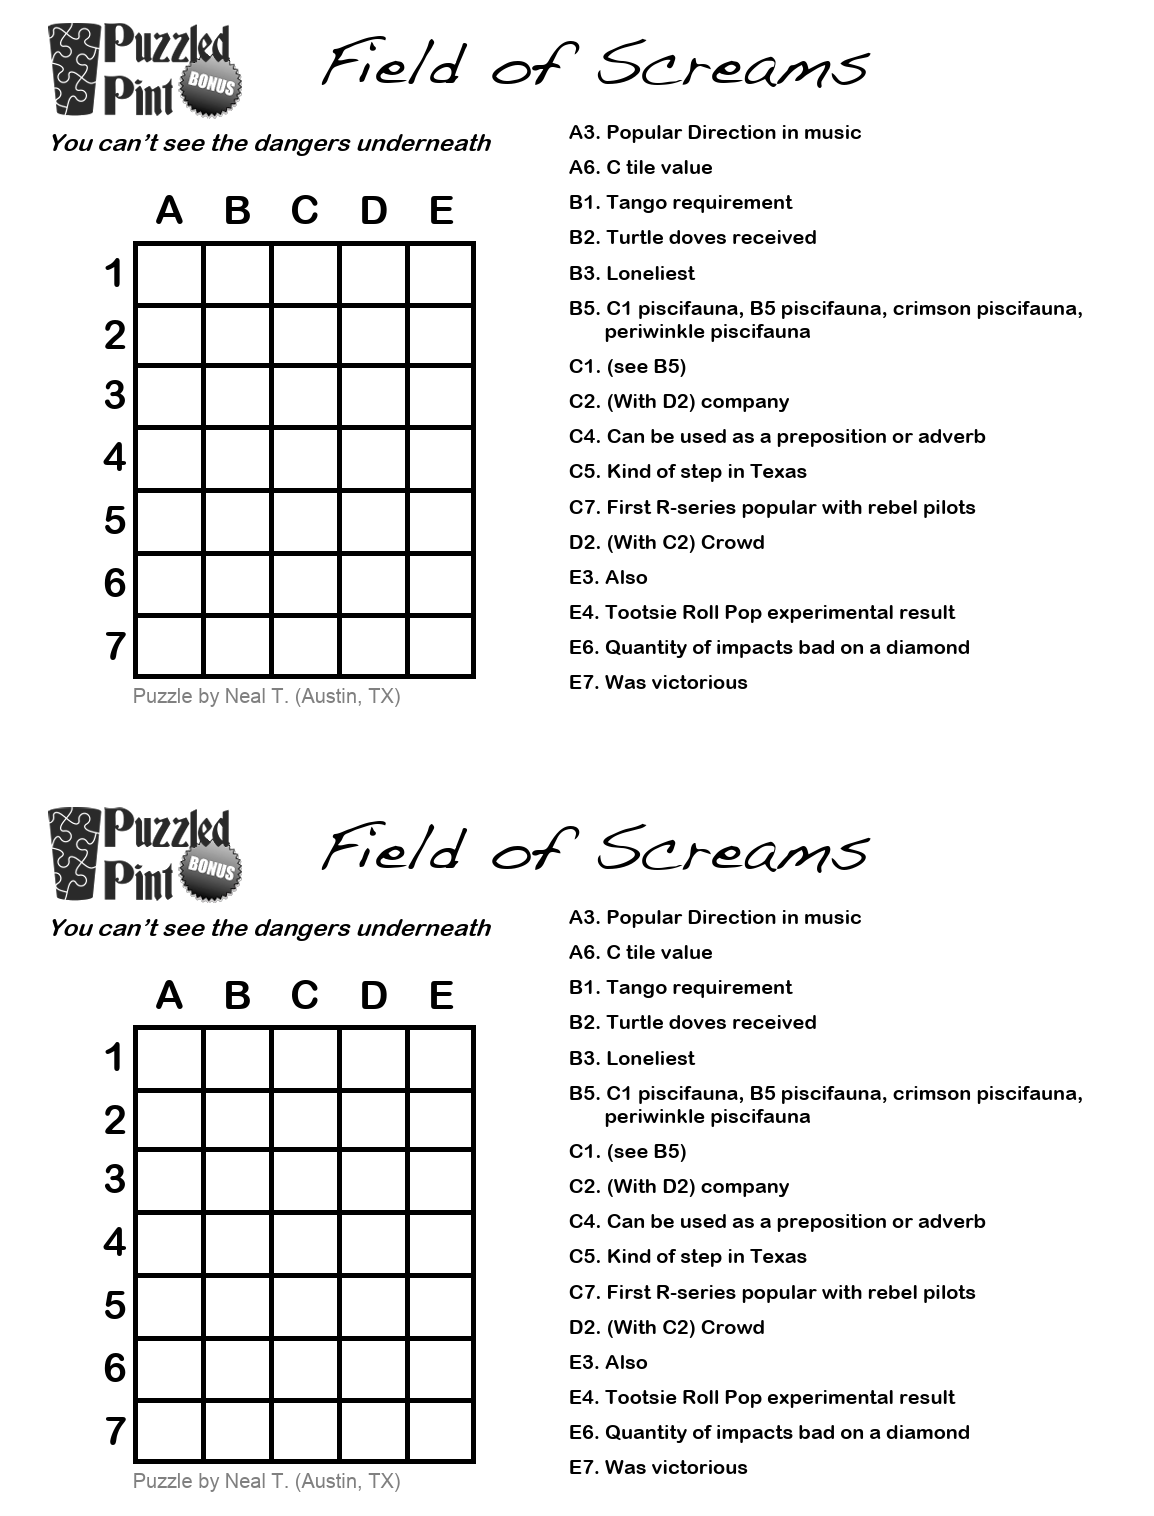 Puzzled
Pint
BONUS
Field of Screams
You can't see the dangers underneath
A B C D E
1
2
3
4
5
6
7
Puzzle by Neal T. (Austin, TX)
A3. Popular Direction in music
A6. C tile value
B1. Tango requirement
B2. Turtle doves received
B3. Loneliest
B5. C1 piscifauna, B5 piscifauna, crimson piscifauna,
periwinkle piscifauna
C1. (see B5)
C2. (With D2) company
C4. Can be used as a preposition or adverb
C5. Kind of step in Texas
C7. First R-series popular with rebel pilots
D2. (With C2) Crowd
E3. Also
E4. Tootsie Roll Pop experimental result
E6. Quantity of impacts bad on a diamond
E7. Was victorious
Puzzled
Pint
BONUS
Field of Screams
You can't see the dangers underneath
A B C D E
1
2
3
4
5
6
7
Puzzle by Neal T. (Austin, TX)
A3. Popular Direction in music
A6. C tile value
B1. Tango requirement
B2. Turtle doves received
B3. Loneliest
B5. C1 piscifauna, B5 piscifauna, crimson piscifauna,
periwinkle piscifauna
C1. (see B5)
C2. (With D2) company
C4. Can be used as a preposition or adverb
C5. Kind of step in Texas
C7. First R-series popular with rebel pilots
D2. (With C2) Crowd
E3. Also
E4. Tootsie Roll Pop experimental result
E6. Quantity of impacts bad on a diamond
E7. Was victorious